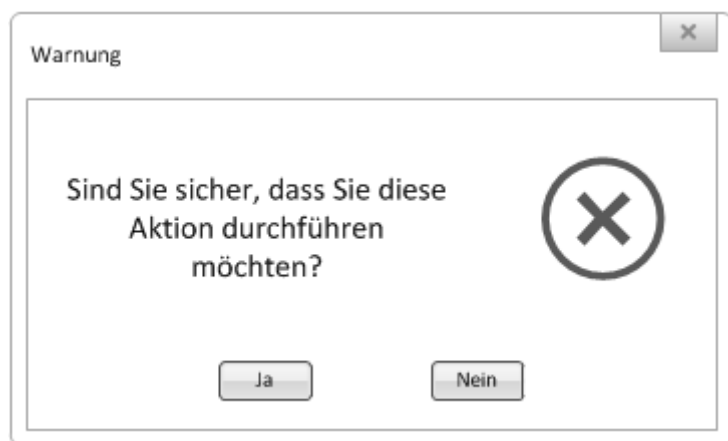 Warnung
Sind Sie sicher, dass Sie diese
Aktion durchführen
möchten?
Ja Nein